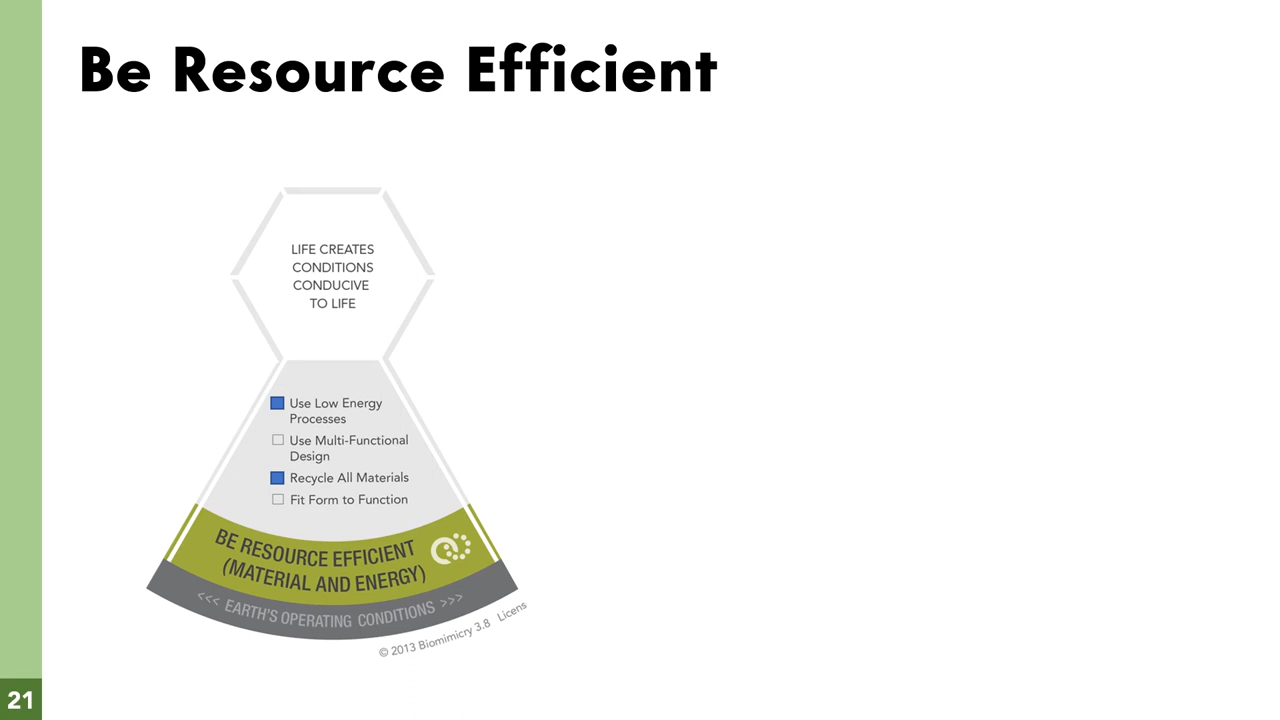 Be Resource Efficient
LIFE CREATES
CONDITIONS
CONDUCIVE
TO LIFE
Use Low Energy
Processes
Use Multi-Functional
Design
Recycle All Materials
Fit Form to Function
BE RESOURCE EFFICIENT
(MATERIAL AND ENERGY)
<<< EARTH'S OPERATING CONDITIONS >>>
© 2013 Biomimicry 3.8 Licens
21